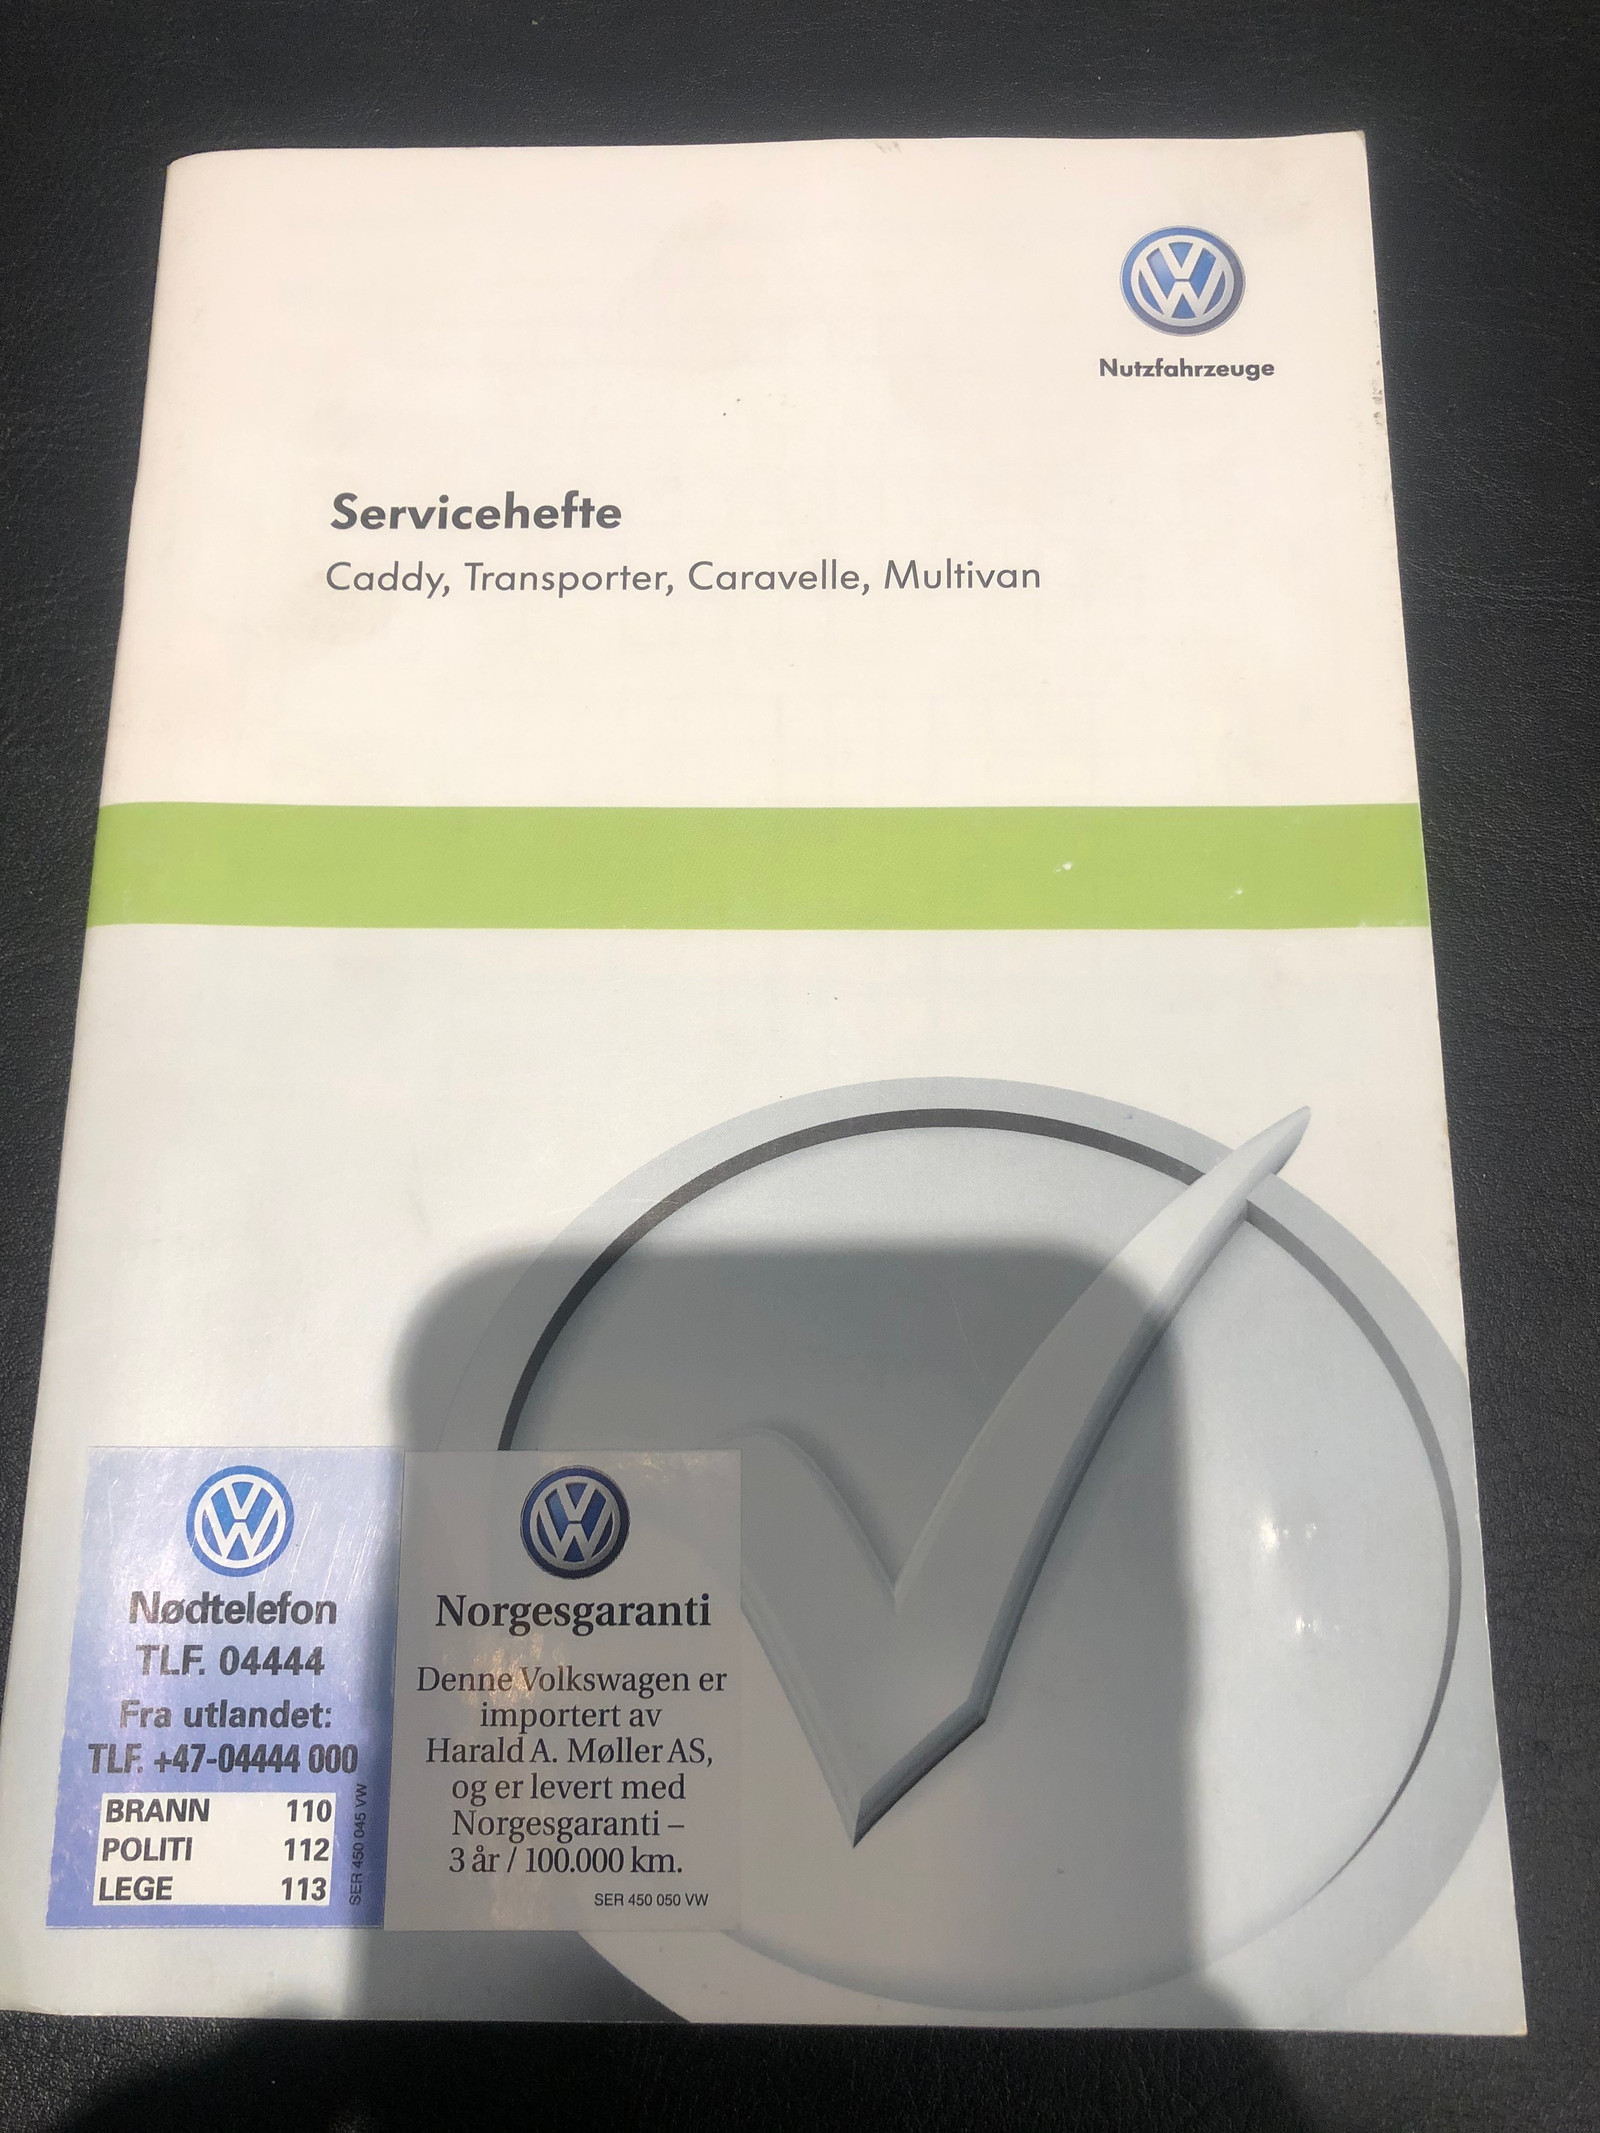 Nutzfahrzeuge
Servicehefte
Caddy, Transporter, Caravelle, Multivan
Nødtelefon
TLF. 04444
Fra utlandet:
TLF. +47-04444 000
BRANN 110
POLITI 112
LEGE 113
SER 450 045 VW
Norgesgaranti
Denne Volkswagen er
importert av
Harald A. Møller AS,
og er levert med
Norgesgaranti –
3 år / 100.000 km.
SER 450 050 VW